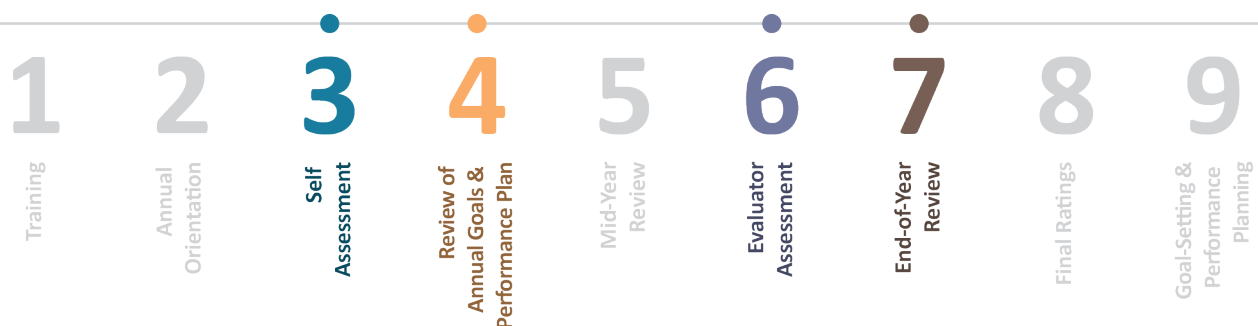 1
Training
2
Annual
Orientation
3
Self
Assessment
4
Review of
Annual Goals &
Performance Plan
5
Mid-Year
Review
6
Evaluator
Assessment
7
End-of-Year
Review
8
Final Ratings
9
Goal-Setting &
Performance
Planning